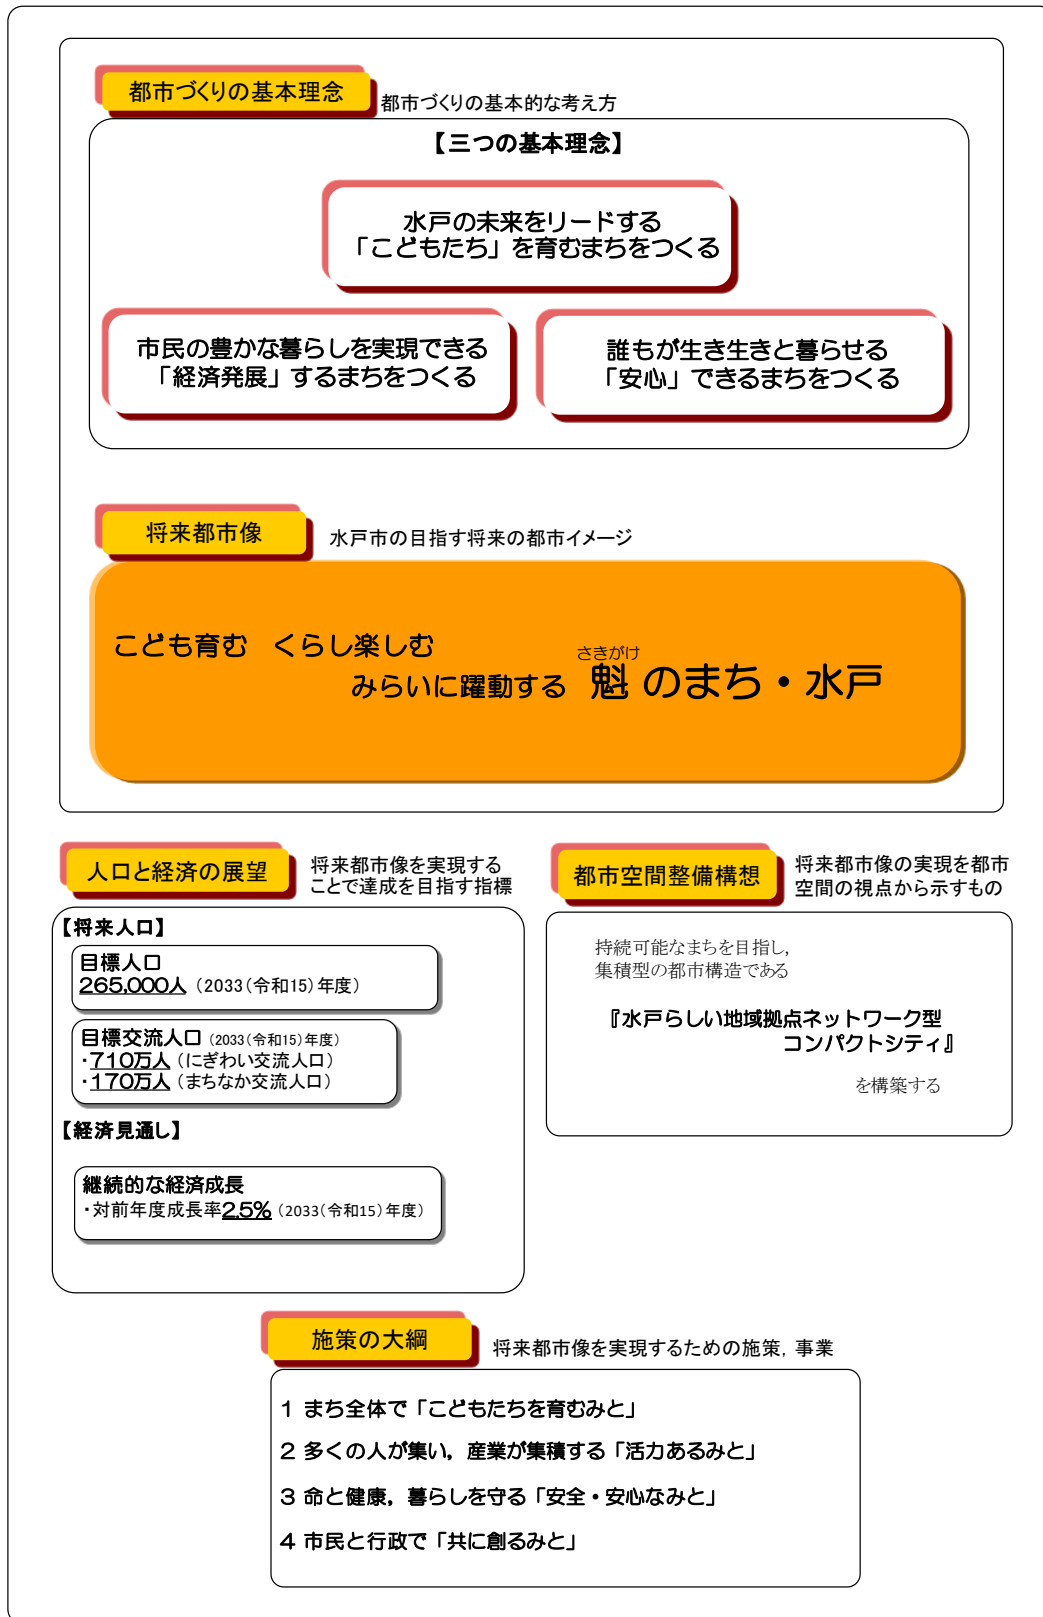 都市づくりの基本理念
都市づくりの基本的な考え方
【三つの基本理念】
水戸の未来をリードする
「こどもたち」を育むまちをつくる
市民の豊かな暮らしを実現できる
「経済発展」するまちをつくる
誰もが生き生きと暮らせる
「安心」できるまちをつくる
将来都市像
水戸市の目指す将来の都市イメージ
こども育む　くらし楽しむ
さきがけ
みらいに躍動する 魁 のまち・水戸
人口と経済の展望
将来都市像を実現する
ことで達成を目指す指標
【将来人口】
目標人口
265,000人（2033（令和15）年度）
目標交流人口（2033（令和15）年度）
・710万人（にぎわい交流人口）
・170万人（まちなか交流人口）
【経済見通し】
継続的な経済成長
・対前年度成長率2.5%（2033（令和15）年度）
都市空間整備構想
将来都市像の実現を都市
空間の視点から示すもの
持続可能なまちを目指し，
集積型の都市構造である
『水戸らしい地域拠点ネットワーク型
コンパクトシティ』
を構築する
施策の大綱
将来都市像を実現するための施策，事業
1 まち全体で「こどもたちを育むみと」
2 多くの人が集い，産業が集積する「活力あるみと」
3 命と健康，暮らしを守る「安全・安心なみと」
4 市民と行政で「共に創るみと」